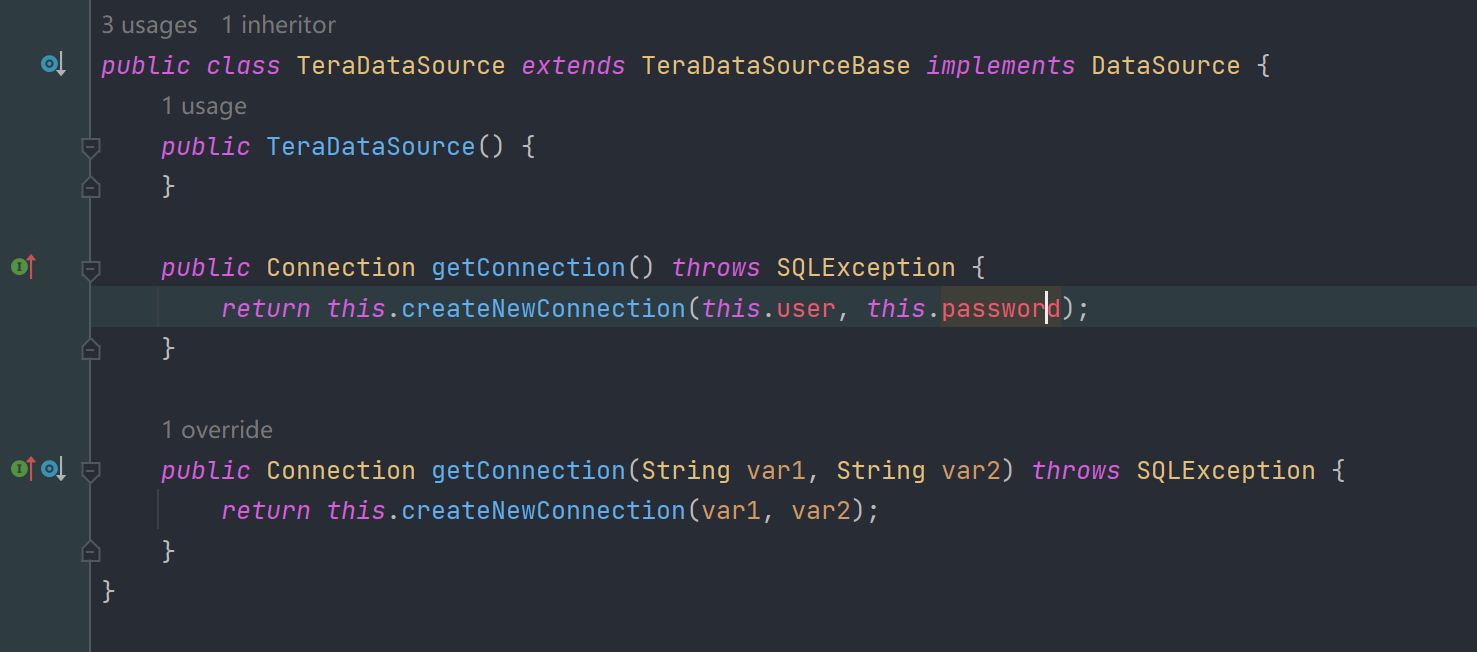 3 usages   1 inheritor
public class TeraDataSource extends TeraDataSourceBase implements DataSource {
    1 usage
    public TeraDataSource() {
    }
    public Connection getConnection() throws SQLException {
        return this.createNewConnection(this.user, this.password);
    }
    1 override
    public Connection getConnection(String var1, String var2) throws SQLException {
        return this.createNewConnection(var1, var2);
    }
}